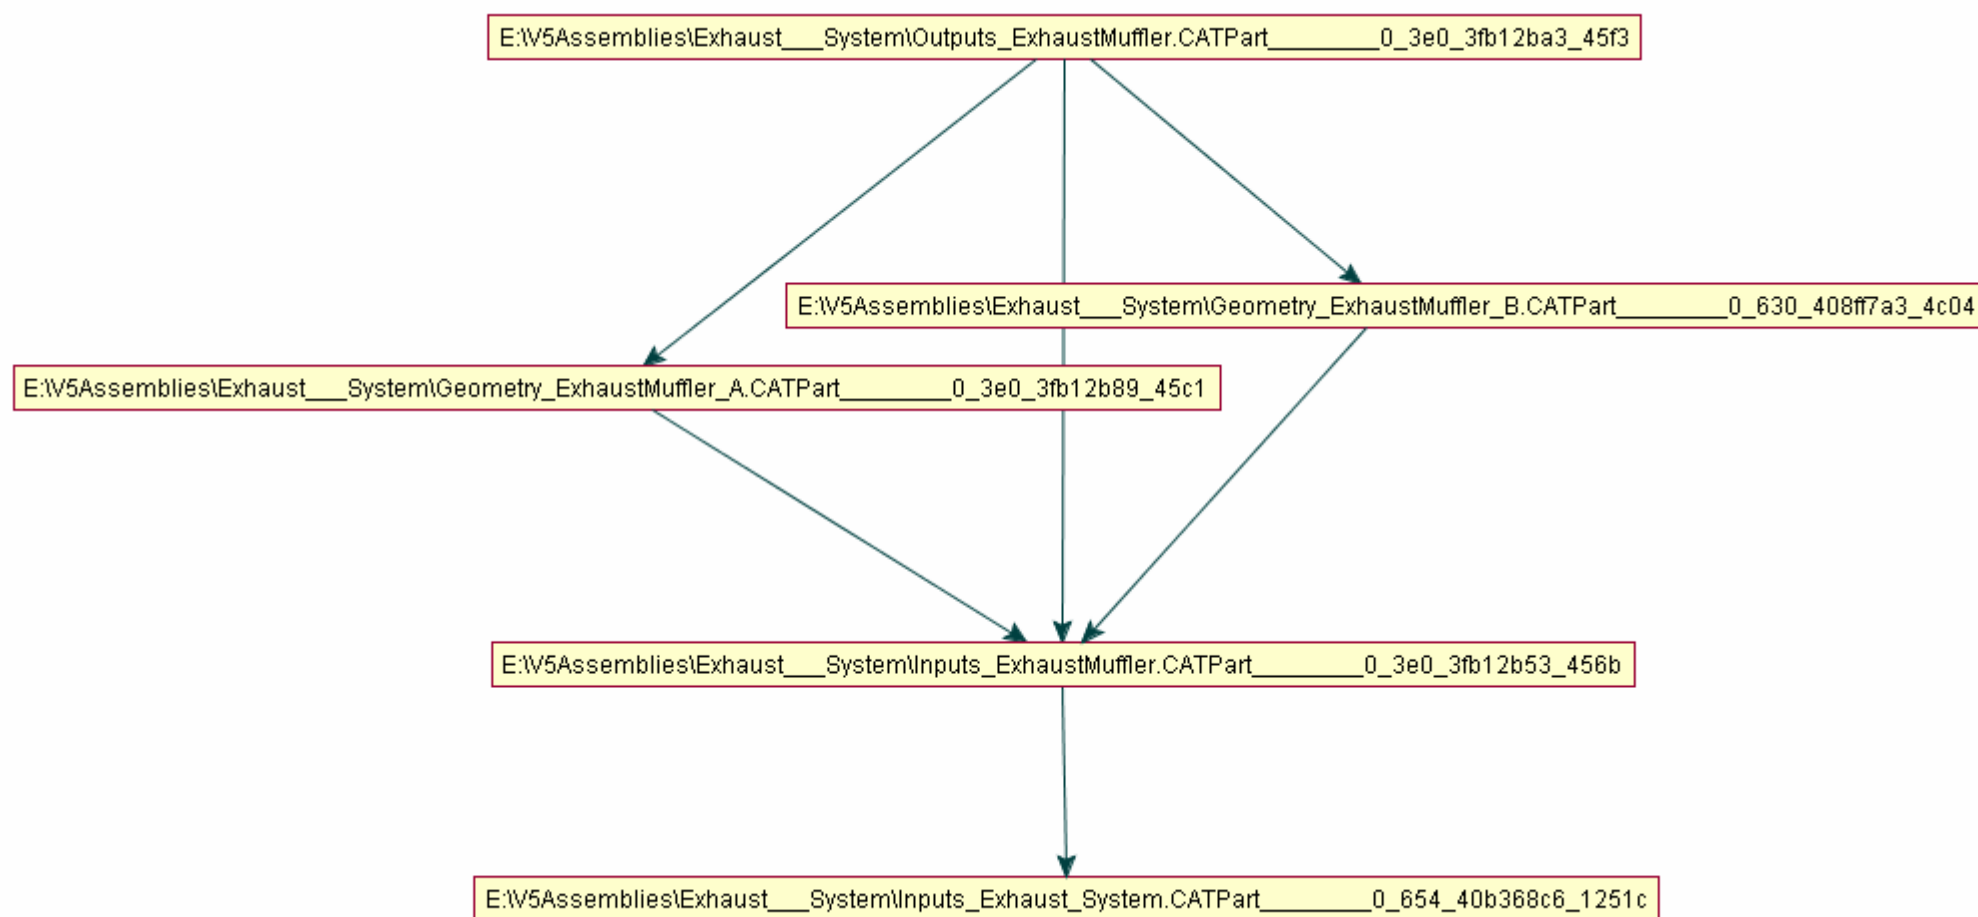 E:\V5Assemblies\Exhaust___System\Outputs_ExhaustMuffler.CATPart________0_3e0_3fb12ba3_45f3
E:\V5Assemblies\Exhaust___System\Geometry_ExhaustMuffler_B.CATPart________0_630_408ff7a3_4c04
E:\V5Assemblies\Exhaust___System\Geometry_ExhaustMuffler_A.CATPart________0_3e0_3fb12b89_45c1
E:\V5Assemblies\Exhaust___System\Inputs_ExhaustMuffler.CATPart________0_3e0_3fb12b53_456b
E:\V5Assemblies\Exhaust___System\Inputs_Exhaust_System.CATPart________0_654_40b368c6_1251c